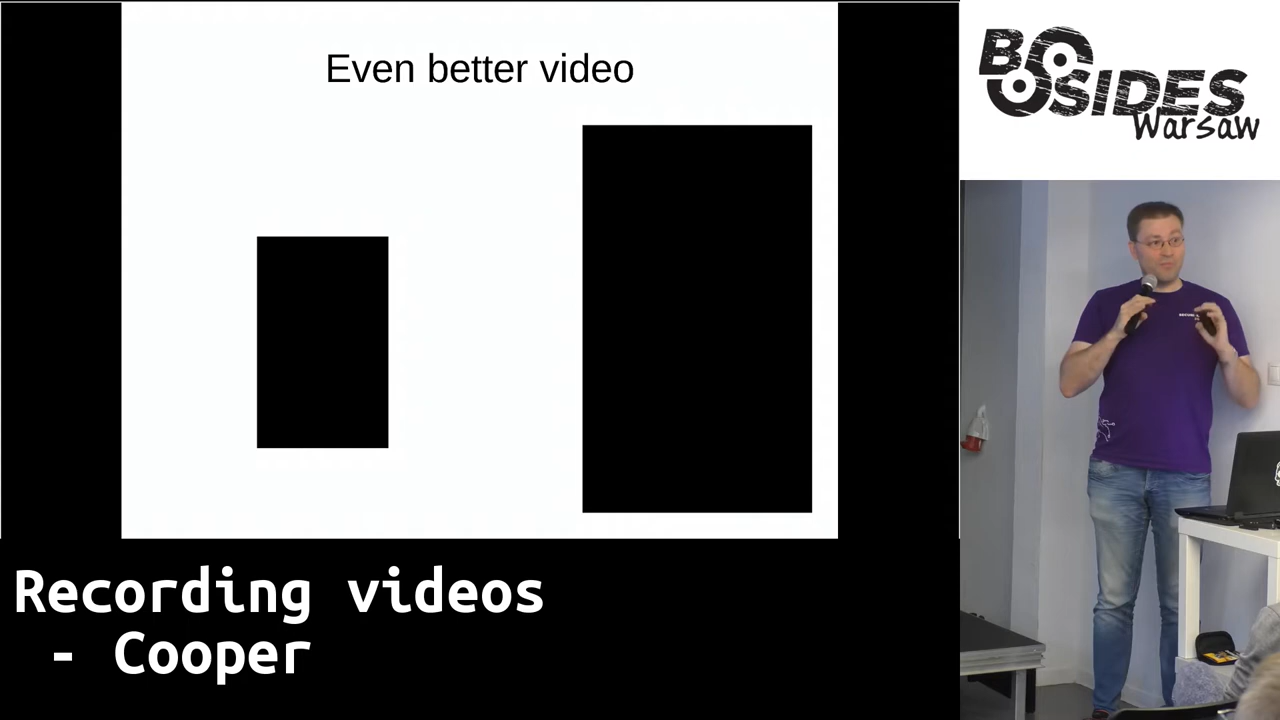 Even better video
BSIDES
Warsaw
Recording videos
- Cooper